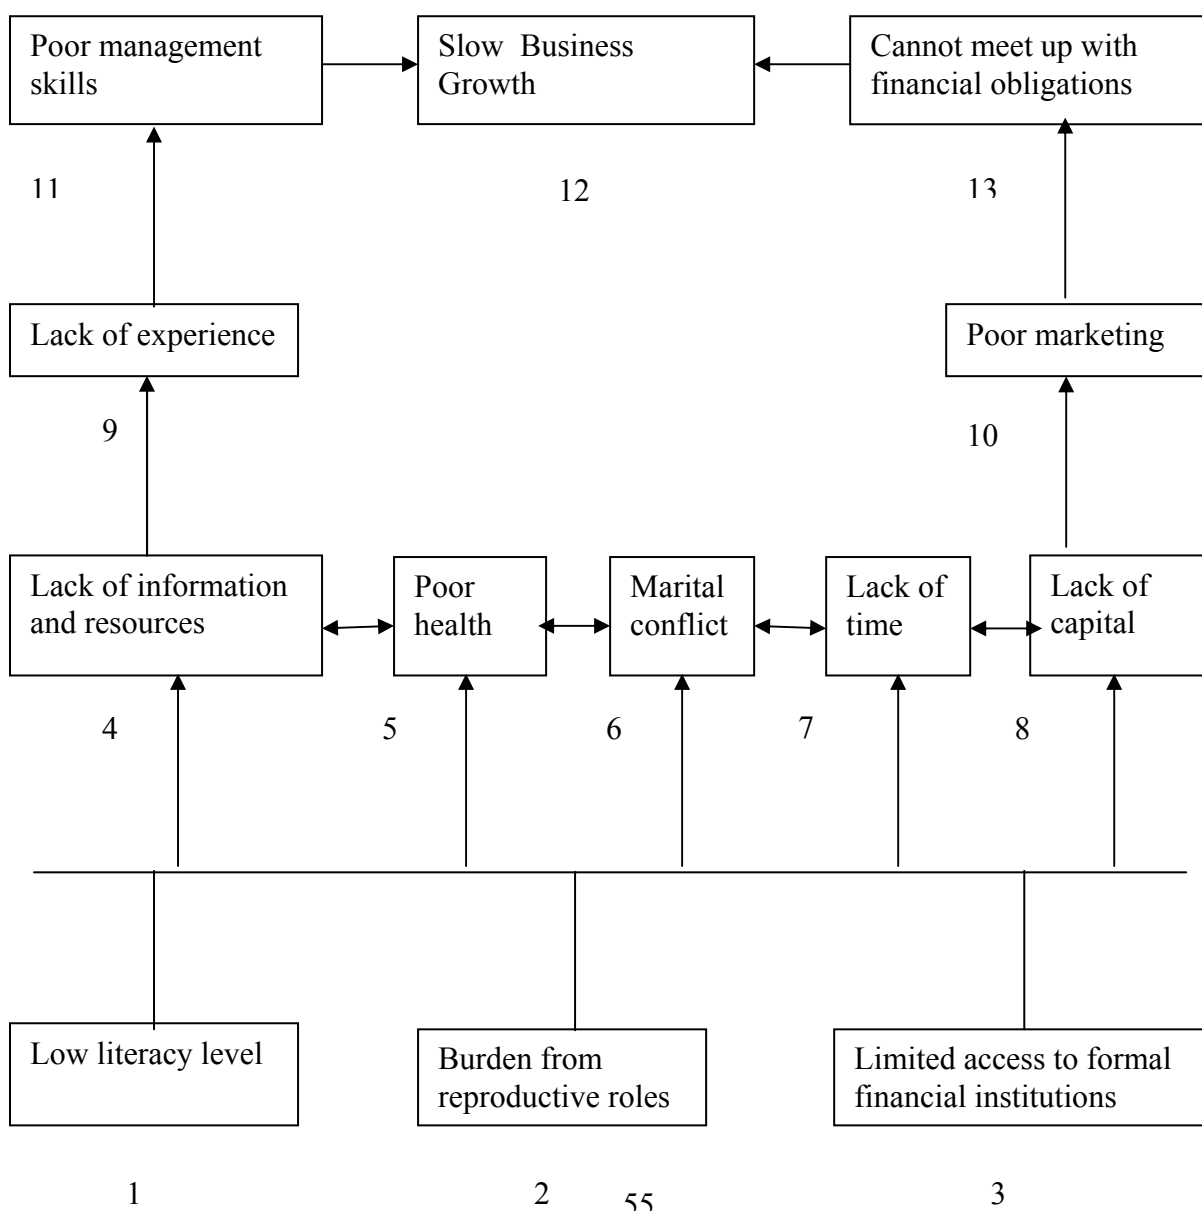 Poor management
skills
Slow Business
Growth
Cannot meet up with
financial obligations
11
12
13
Lack of experience
Poor marketing
9
10
Lack of information
and resources
Poor
health
Marital
conflict
Lack of
time
Lack of
capital
4
5
6
7
8
Low literacy level
Burden from
reproductive roles
Limited access to formal
financial institutions
1
2
55
3